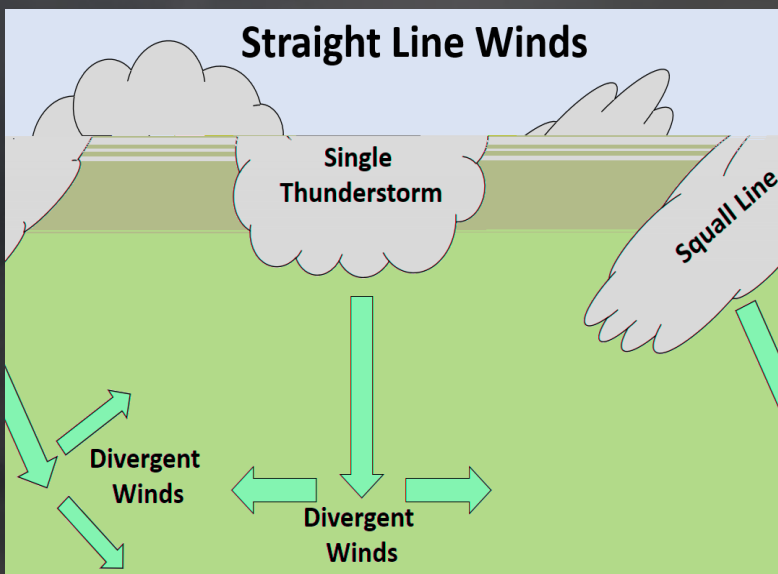 Straight Line Winds
Single
Thunderstorm
Squall Line
Divergent
Winds
Divergent
Winds